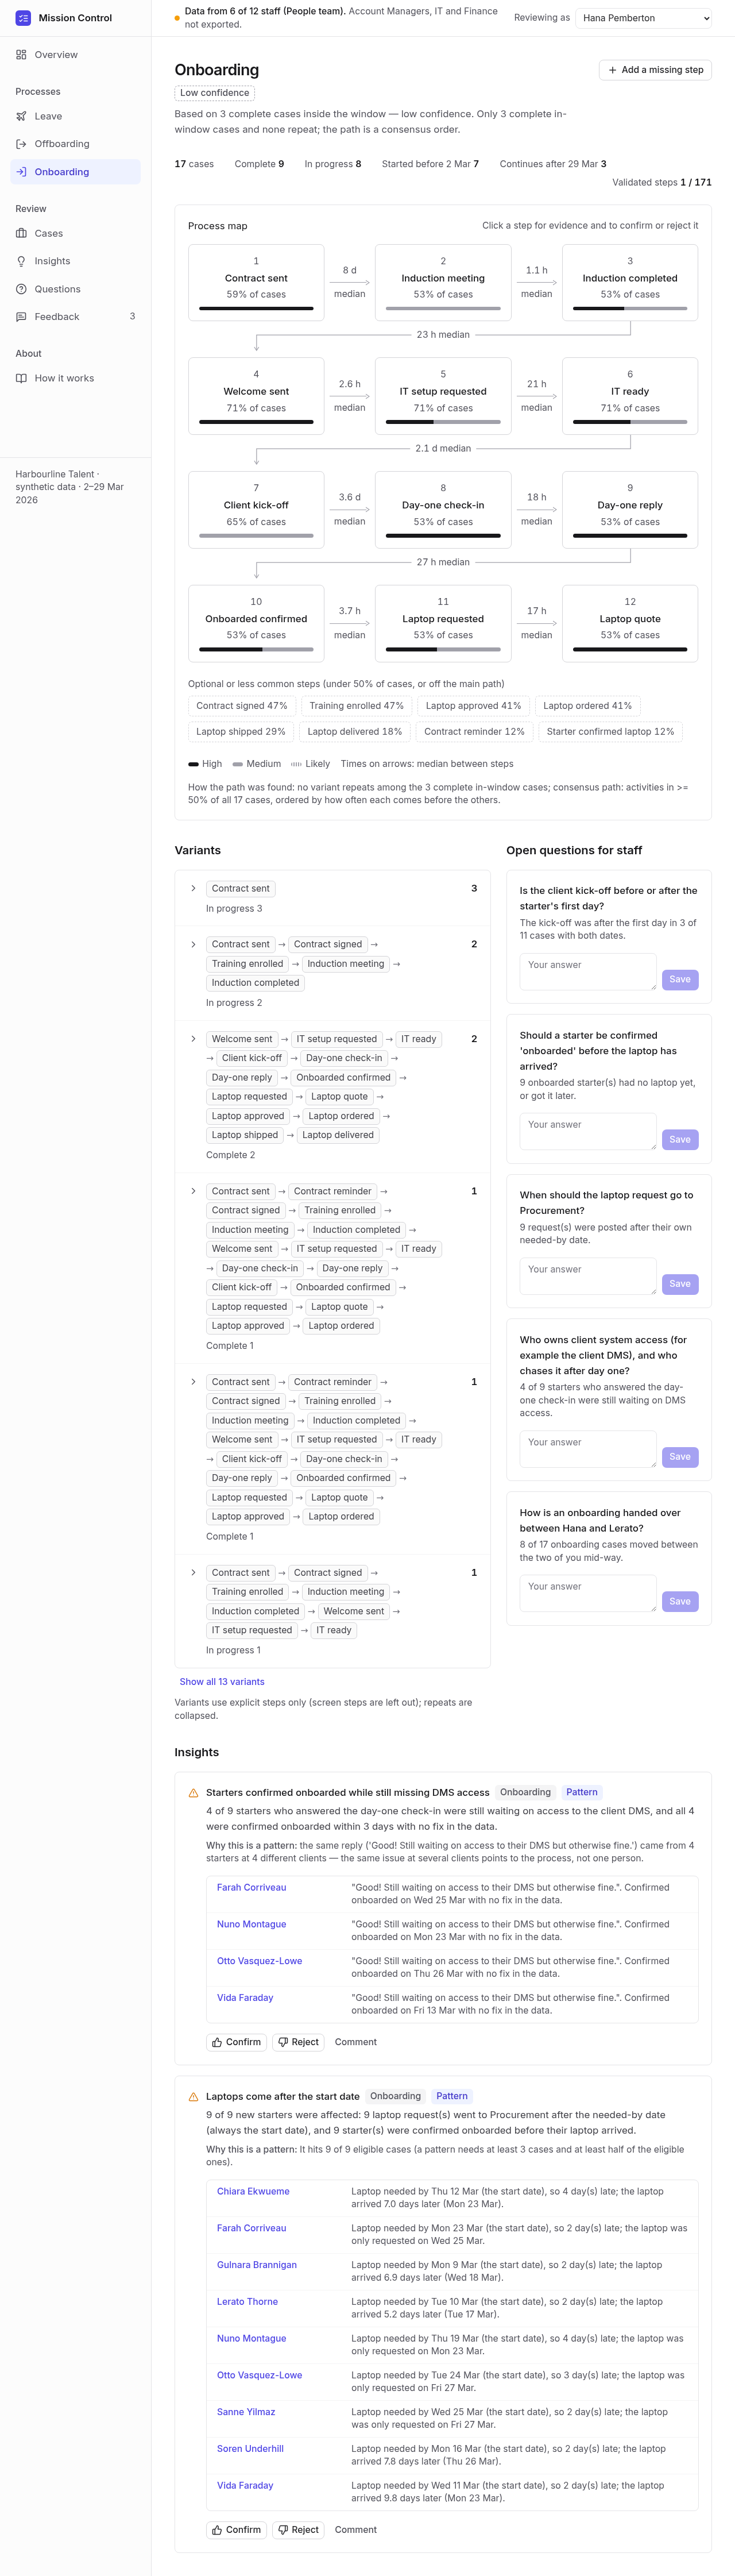 Mission Control
Overview
Processes
Leave
Offboarding
Onboarding
Review
Cases
Insights
Questions
Feedback 3
About
How it works
Harbourline Talent ·
synthetic data · 2–29 Mar
2026
Data from 6 of 12 staff (People team). Account Managers, IT and Finance
not exported.
Reviewing as Hana Pemberton
Onboarding
Add a missing step
Low confidence
Based on 3 complete cases inside the window — low confidence. Only 3 complete in-
window cases and none repeat; the path is a consensus order.
17 cases Complete 9 In progress 8 Started before 2 Mar 7 Continues after 29 Mar 3
Validated steps 1 / 171
Process map
Click a step for evidence and to confirm or reject it
1
Contract sent
59% of cases
8 d
median
2
Induction meeting
53% of cases
1.1 h
median
3
Induction completed
53% of cases
23 h median
4
Welcome sent
71% of cases
2.6 h
median
5
IT setup requested
71% of cases
21 h
median
6
IT ready
71% of cases
2.1 d median
7
Client kick-off
65% of cases
3.6 d
median
8
Day-one check-in
53% of cases
18 h
median
9
Day-one reply
53% of cases
27 h median
10
Onboarded confirmed
53% of cases
3.7 h
median
11
Laptop requested
53% of cases
17 h
median
12
Laptop quote
53% of cases
Optional or less common steps (under 50% of cases, or off the main path)
Contract signed 47% Training enrolled 47% Laptop approved 41% Laptop ordered 41%
Laptop shipped 29% Laptop delivered 18% Contract reminder 12% Starter confirmed laptop 12%
High Medium Likely Times on arrows: median between steps
How the path was found: no variant repeats among the 3 complete in-window cases; consensus path: activities in >=
50% of all 17 cases, ordered by how often each comes before the others.
Variants
Contract sent 3
In progress 3
Contract sent → Contract signed → 2
Training enrolled → Induction meeting →
Induction completed
In progress 2
Welcome sent → IT setup requested → IT ready 2
→ Client kick-off → Day-one check-in →
Day-one reply → Onboarded confirmed →
Laptop requested → Laptop quote →
Laptop approved → Laptop ordered →
Laptop shipped → Laptop delivered
Complete 2
Contract sent → Contract reminder → 1
Contract signed → Training enrolled →
Induction meeting → Induction completed →
Welcome sent → IT setup requested → IT ready
→ Day-one check-in → Day-one reply →
Client kick-off → Onboarded confirmed →
Laptop requested → Laptop quote →
Laptop approved → Laptop ordered
Complete 1
Contract sent → Contract reminder → 1
Contract signed → Training enrolled →
Induction meeting → Induction completed →
Welcome sent → IT setup requested → IT ready
→ Client kick-off → Day-one check-in →
Day-one reply → Onboarded confirmed →
Laptop requested → Laptop quote →
Laptop approved → Laptop ordered
Complete 1
Contract sent → Contract signed → 1
Training enrolled → Induction meeting →
Induction completed → Welcome sent →
IT setup requested → IT ready
In progress 1
Show all 13 variants
Variants use explicit steps only (screen steps are left out); repeats are
collapsed.
Open questions for staff
Is the client kick-off before or after the
starter's first day?
The kick-off was after the first day in 3 of
11 cases with both dates.
Your answer
Save
Should a starter be confirmed
'onboarded' before the laptop has
arrived?
9 onboarded starter(s) had no laptop yet,
or got it later.
Your answer
Save
When should the laptop request go to
Procurement?
9 request(s) were posted after their own
needed-by date.
Your answer
Save
Who owns client system access (for
example the client DMS), and who
chases it after day one?
4 of 9 starters who answered the day-
one check-in were still waiting on DMS
access.
Your answer
Save
How is an onboarding handed over
between Hana and Lerato?
8 of 17 onboarding cases moved between
the two of you mid-way.
Your answer
Save
Insights
Starters confirmed onboarded while still missing DMS access Onboarding Pattern
4 of 9 starters who answered the day-one check-in were still waiting on access to the client DMS, and all 4
were confirmed onboarded within 3 days with no fix in the data.
Why this is a pattern: the same reply ('Good! Still waiting on access to their DMS but otherwise fine.') came from 4
starters at 4 different clients — the same issue at several clients points to the process, not one person.
Farah Corriveau "Good! Still waiting on access to their DMS but otherwise fine.". Confirmed
onboarded on Wed 25 Mar with no fix in the data.
Nuno Montague "Good! Still waiting on access to their DMS but otherwise fine.". Confirmed
onboarded on Mon 23 Mar with no fix in the data.
Otto Vasquez-Lowe "Good! Still waiting on access to their DMS but otherwise fine.". Confirmed
onboarded on Thu 26 Mar with no fix in the data.
Vida Faraday "Good! Still waiting on access to their DMS but otherwise fine.". Confirmed
onboarded on Fri 13 Mar with no fix in the data.
Confirm Reject Comment
Laptops come after the start date Onboarding Pattern
9 of 9 new starters were affected: 9 laptop request(s) went to Procurement after the needed-by date
(always the start date), and 9 starter(s) were confirmed onboarded before their laptop arrived.
Why this is a pattern: It hits 9 of 9 eligible cases (a pattern needs at least 3 cases and at least half of the eligible
ones).
Chiara Ekwueme Laptop needed by Thu 12 Mar (the start date), so 4 day(s) late; the laptop
arrived 7.0 days later (Mon 23 Mar).
Farah Corriveau Laptop needed by Mon 23 Mar (the start date), so 2 day(s) late; the laptop was
only requested on Wed 25 Mar.
Gulnara Brannigan Laptop needed by Mon 9 Mar (the start date), so 2 day(s) late; the laptop
arrived 6.9 days later (Wed 18 Mar).
Lerato Thorne Laptop needed by Tue 10 Mar (the start date), so 2 day(s) late; the laptop
arrived 5.2 days later (Tue 17 Mar).
Nuno Montague Laptop needed by Thu 19 Mar (the start date), so 4 day(s) late; the laptop was
only requested on Mon 23 Mar.
Otto Vasquez-Lowe Laptop needed by Tue 24 Mar (the start date), so 3 day(s) late; the laptop was
only requested on Fri 27 Mar.
Sanne Yilmaz Laptop needed by Wed 25 Mar (the start date), so 2 day(s) late; the laptop
was only requested on Fri 27 Mar.
Soren Underhill Laptop needed by Mon 16 Mar (the start date), so 2 day(s) late; the laptop
arrived 7.8 days later (Thu 26 Mar).
Vida Faraday Laptop needed by Wed 11 Mar (the start date), so 2 day(s) late; the laptop
arrived 9.8 days later (Mon 23 Mar).
Confirm Reject Comment